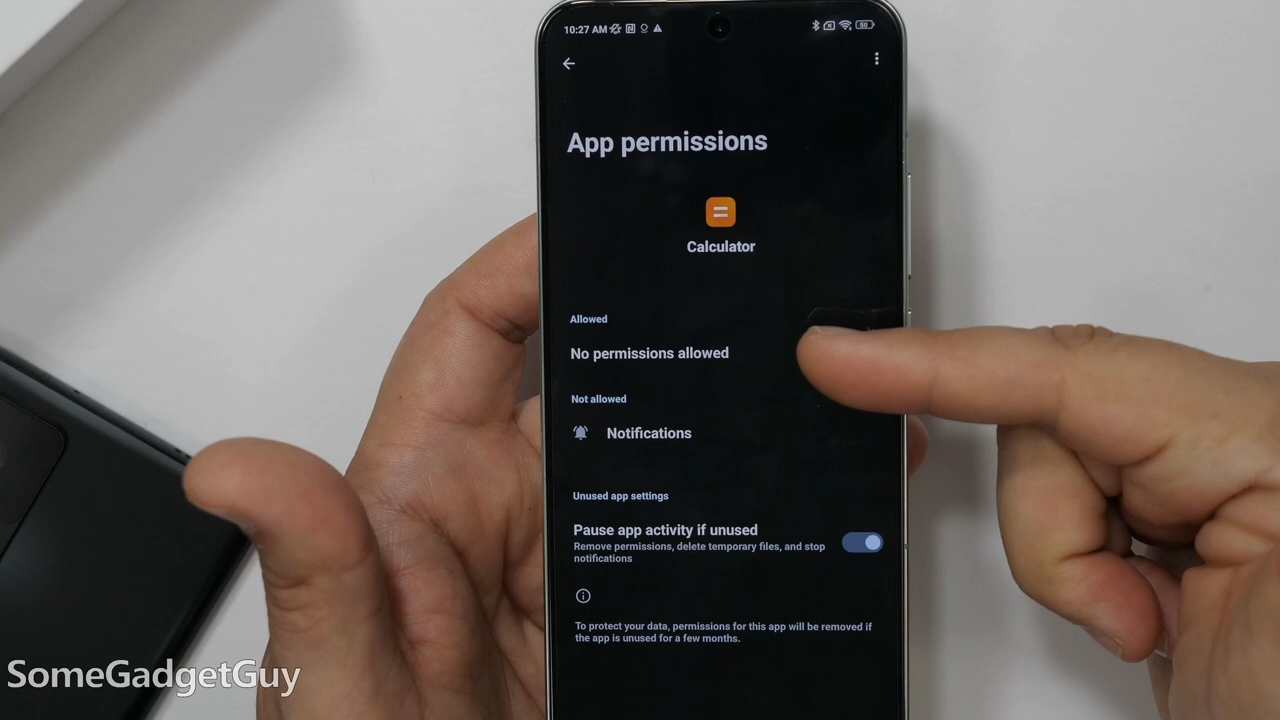 10:27 AM
50
App permissions
Calculator
Allowed
No permissions allowed
Not allowed
Notifications
Unused app settings
Pause app activity if unused
Remove permissions, delete temporary files, and stop
notifications
To protect your data, permissions for this app will be removed if
the app is unused for a few months.
SomeGadgetGuy